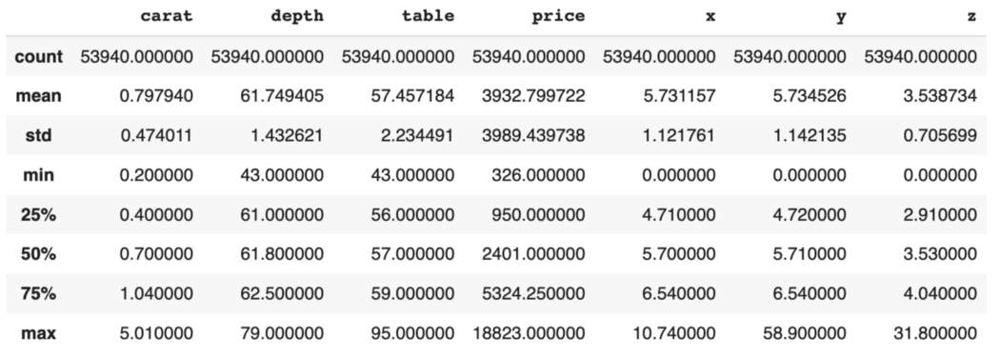 carat depth table price x y z
count 53940.000000 53940.000000 53940.000000 53940.000000 53940.000000 53940.000000 53940.000000
mean 0.797940 61.749405 57.457184 3932.799722 5.731157 5.734526 3.538734
std 0.474011 1.432621 2.234491 3989.439738 1.121761 1.142135 0.705699
min 0.200000 43.000000 43.000000 326.000000 0.000000 0.000000 0.000000
25% 0.400000 61.000000 56.000000 950.000000 4.710000 4.720000 2.910000
50% 0.700000 61.800000 57.000000 2401.000000 5.700000 5.710000 3.530000
75% 1.040000 62.500000 59.000000 5324.250000 6.540000 6.540000 4.040000
max 5.010000 79.000000 95.000000 18823.000000 10.740000 58.900000 31.800000